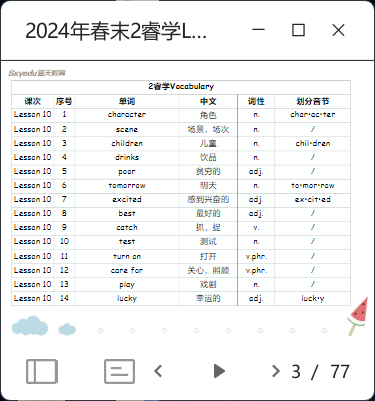 2024年春末2睿学L...
Sxyedu蓝天教育
2睿学Vocabulary
课次 序号 单词 中文 词性 划分音节
Lesson 10 1 character 角色 n. char•ac•ter
Lesson 10 2 scene 场景，场次 n. /
Lesson 10 3 children 儿童 n. chil•dren
Lesson 10 4 drinks 饮品 n. /
Lesson 10 5 poor 贫穷的 adj. /
Lesson 10 6 tomorrow 明天 n. to•mor•row
Lesson 10 7 excited 感到兴奋的 adj. ex•cit•ed
Lesson 10 8 best 最好的 adj. /
Lesson 10 9 catch 抓，捉 v. /
Lesson 10 10 test 测试 n. /
Lesson 10 11 turn on 打开 v.phr. /
Lesson 10 12 care for 关心，照顾 v.phr. /
Lesson 10 13 play 戏剧 n. /
Lesson 10 14 lucky 幸运的 adj. luck•y
3 / 77